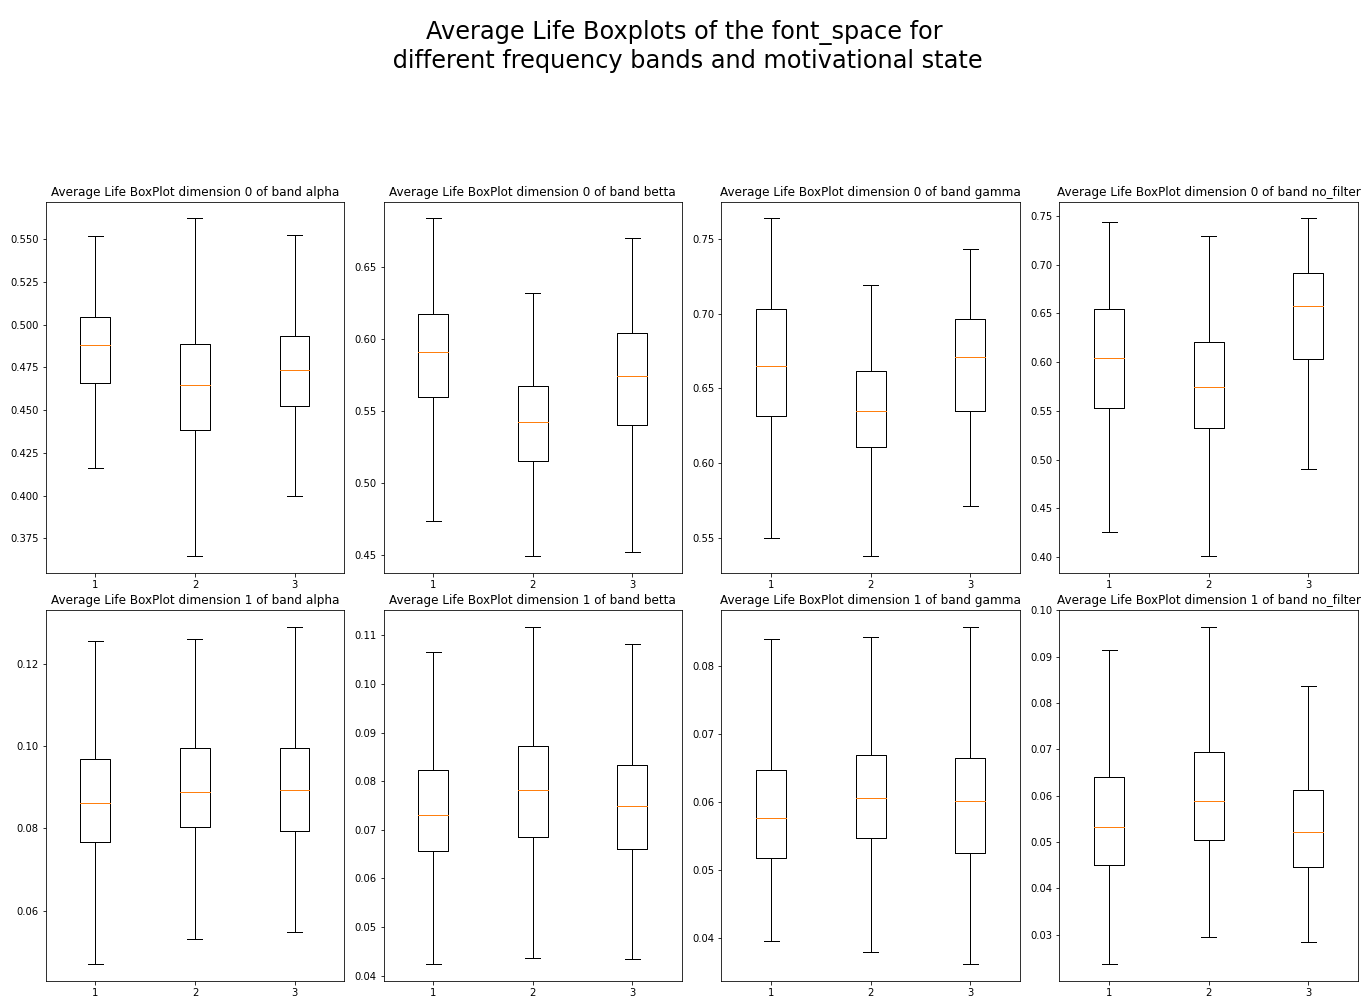 Average Life Boxplots of the font_space for
different frequency bands and motivational state
Average Life BoxPlot dimension 0 of band alpha
0.550
0.525
0.500
0.475
0.450
0.425
0.400
0.375
1 2 3
Average Life BoxPlot dimension 0 of band betta
0.65
0.60
0.55
0.50
0.45
1 2 3
Average Life BoxPlot dimension 0 of band gamma
0.75
0.70
0.65
0.60
0.55
1 2 3
Average Life BoxPlot dimension 0 of band no_filter
0.75
0.70
0.65
0.60
0.55
0.50
0.45
0.40
1 2 3
Average Life BoxPlot dimension 1 of band alpha
0.12
0.10
0.08
0.06
1 2 3
Average Life BoxPlot dimension 1 of band betta
0.11
0.10
0.09
0.08
0.07
0.06
0.05
0.04
1 2 3
Average Life BoxPlot dimension 1 of band gamma
0.08
0.07
0.06
0.05
0.04
1 2 3
Average Life BoxPlot dimension 1 of band no_filter
0.10
0.09
0.08
0.07
0.06
0.05
0.04
0.03
1 2 3